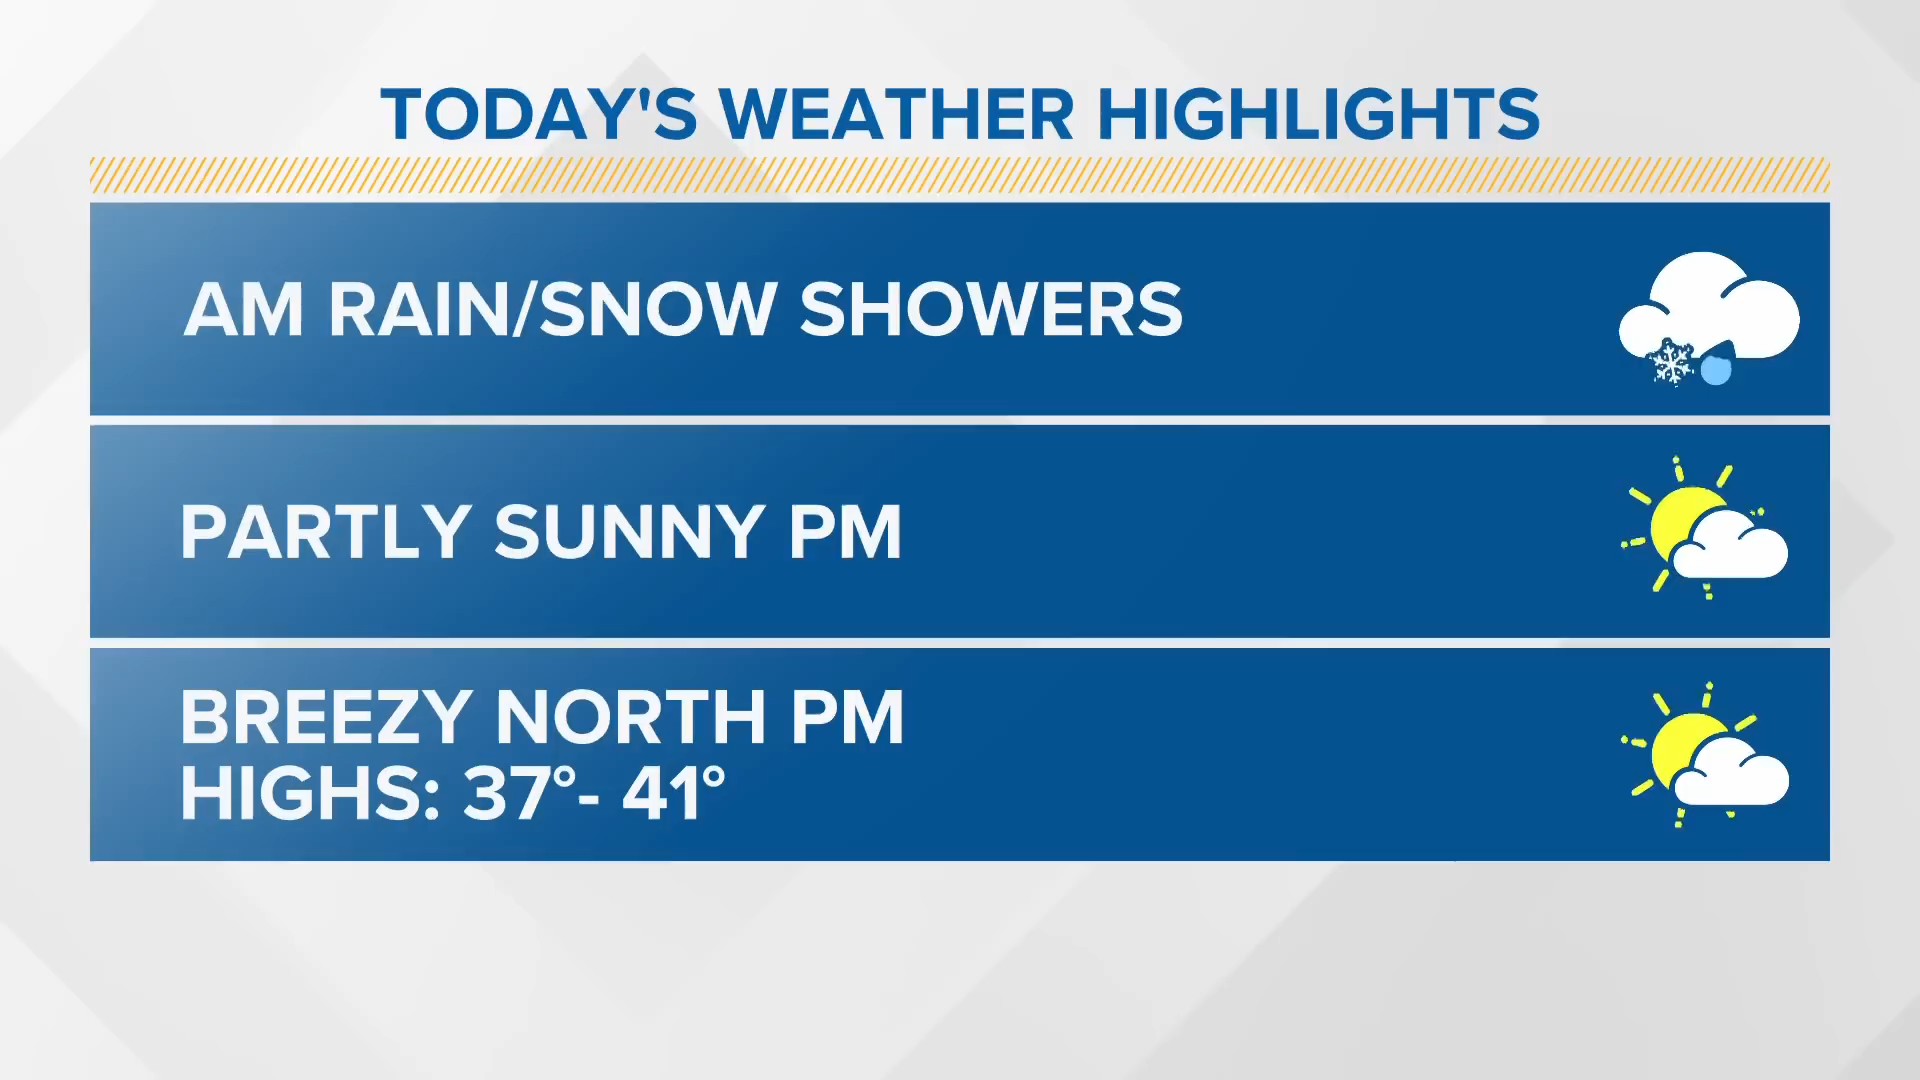 TODAY'S WEATHER HIGHLIGHTS
AM RAIN/SNOW SHOWERS
PARTLY SUNNY PM
BREEZY NORTH PM
HIGHS: 37°- 41°